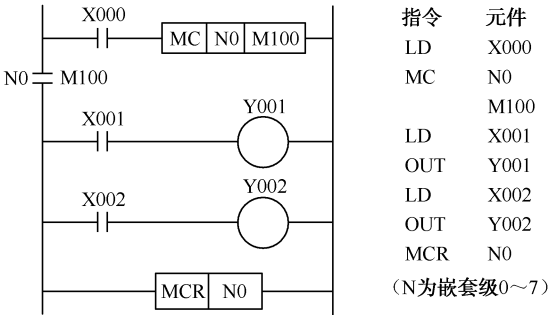 X000
MC N0 M100
N0 M100
X001
Y001
X002
Y002
MCR N0
指令 元件
LD X000
MC N0
M100
LD X001
OUT Y001
LD X002
OUT Y002
MCR N0
（N为嵌套级0～7）